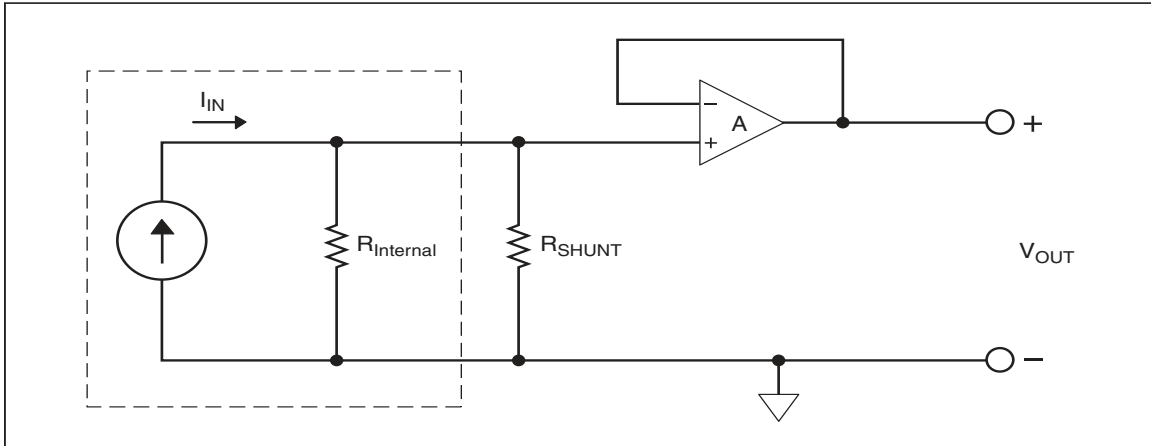 I_IN
−
A
+
+
R_Internal
R_SHUNT
V_OUT
−